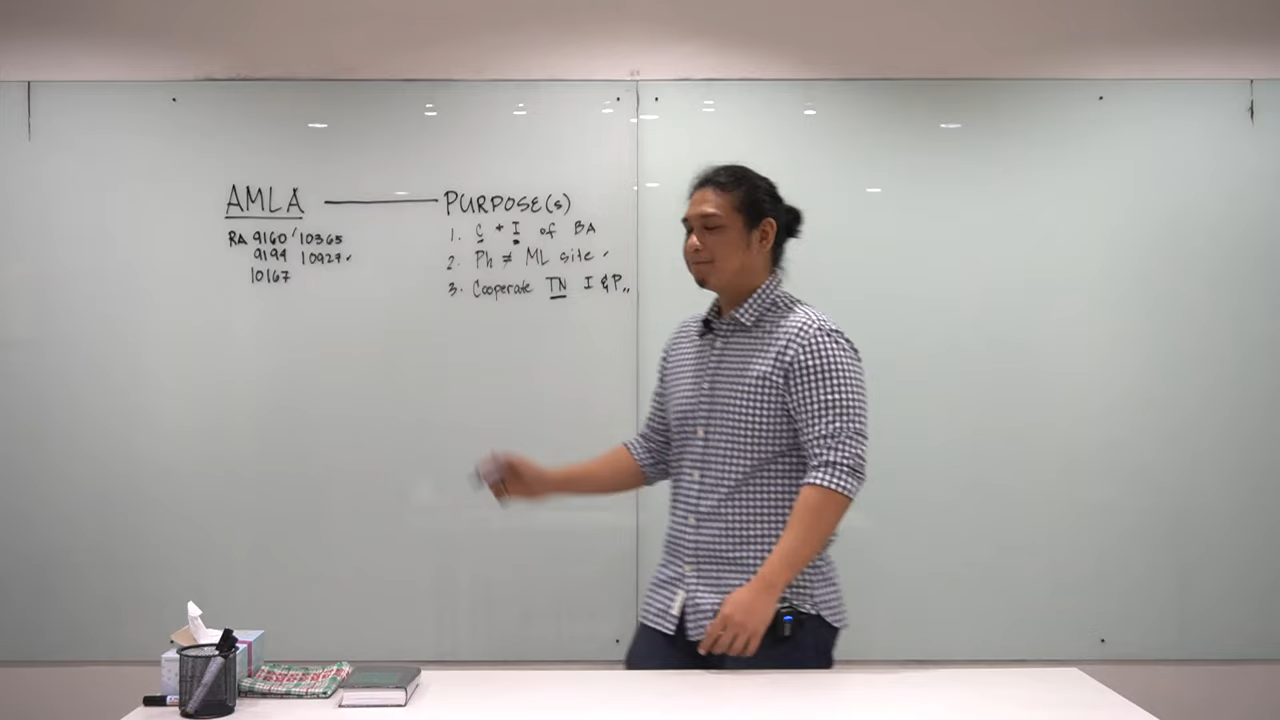 AMLA
RA 9160 / 10365
9194 10927
10167
PURPOSE(s)
1. C + I of BA
2. Ph ≠ ML site
3. Cooperate TN I & P